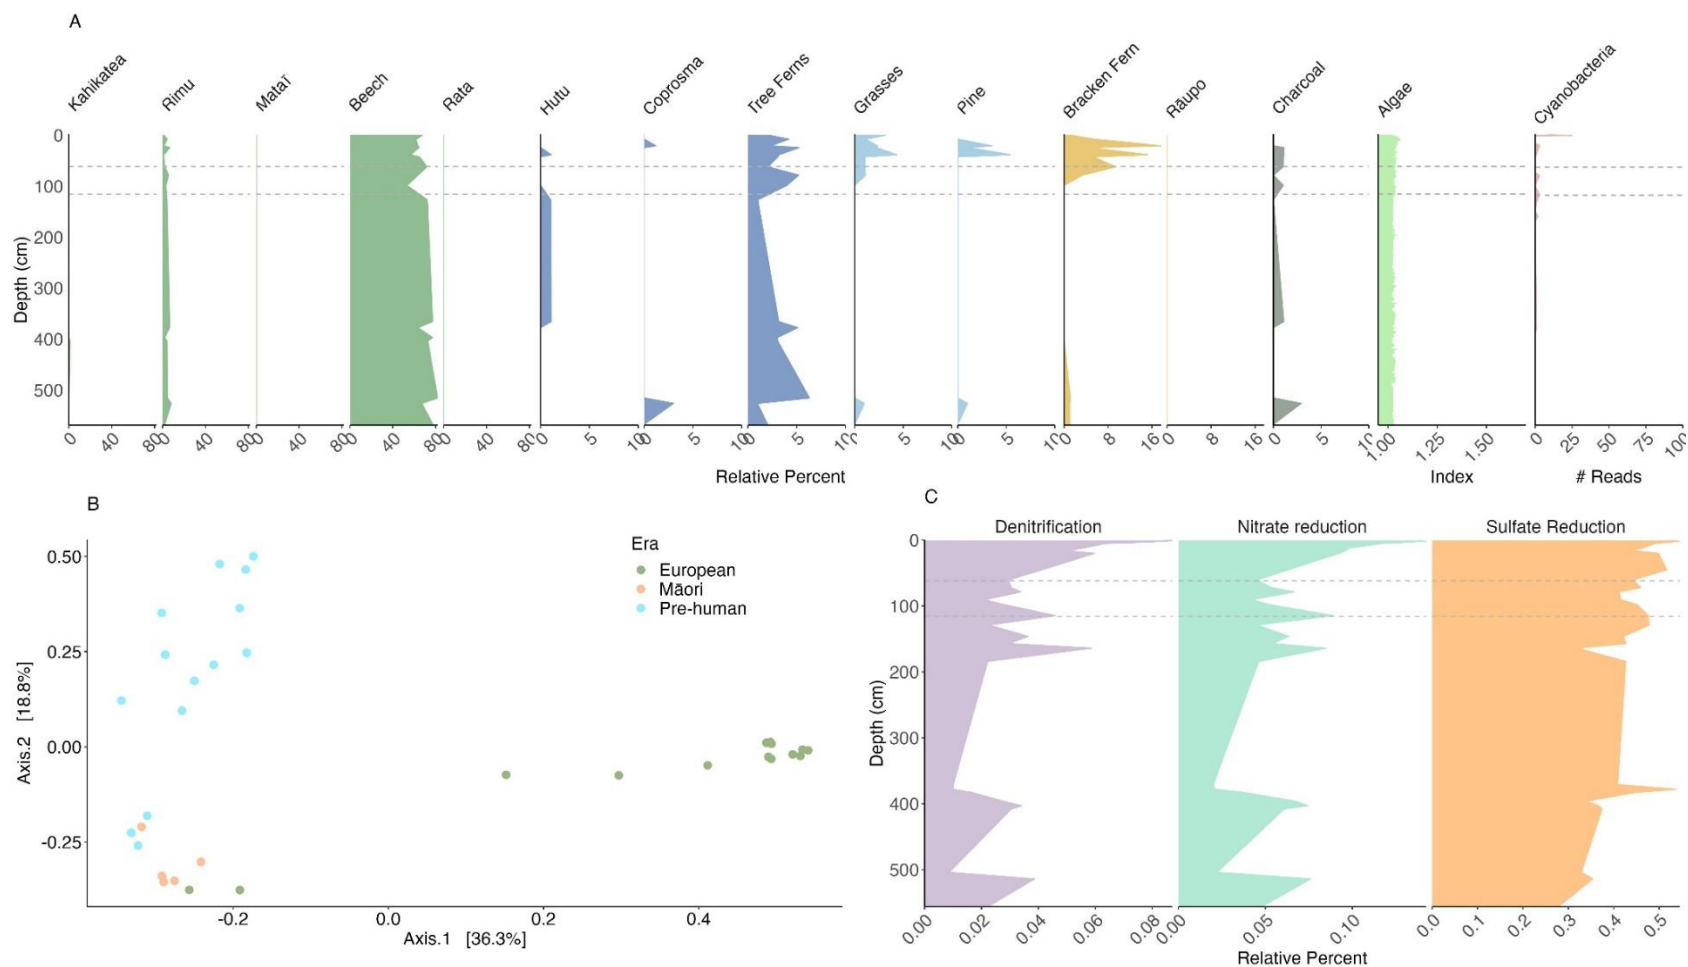 A
Kahikatea
Rimu
Mataī
Beech
Rata
Hutu
Coprosma
Tree Ferns
Grasses
Pine
Bracken Fern
Rāupo
Charcoal
Algae
Cyanobacteria
Depth (cm)
0
100
200
300
400
500
0 40 80
0 40 80
0 40 80
0 40 80
0 40 80
0 5 10
0 5 10
0 5 10
0 5 10
0 5 10
0 8 16
0 8 16
0 5 10
1.00 1.25 1.50
0 25 50 75 100
Relative Percent
Index
# Reads
B
Era
European
Māori
Pre-human
0.50
0.25
0.00
-0.25
Axis.2 [18.8%]
-0.2 0.0 0.2 0.4
Axis.1 [36.3%]
C
Denitrification
Nitrate reduction
Sulfate Reduction
Depth (cm)
0
100
200
300
400
500
0.00 0.02 0.04 0.06 0.08
0.00 0.05 0.10
0.0 0.1 0.2 0.3 0.4 0.5
Relative Percent